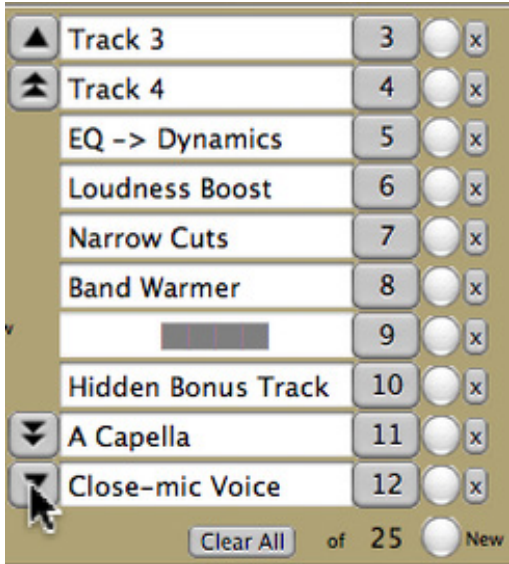 Track 3 3 x
Track 4 4 x
EQ -> Dynamics 5 x
Loudness Boost 6 x
Narrow Cuts 7 x
Band Warmer 8 x
9 x
Hidden Bonus Track 10 x
A Capella 11 x
Close-mic Voice 12 x
Clear All of 25 New